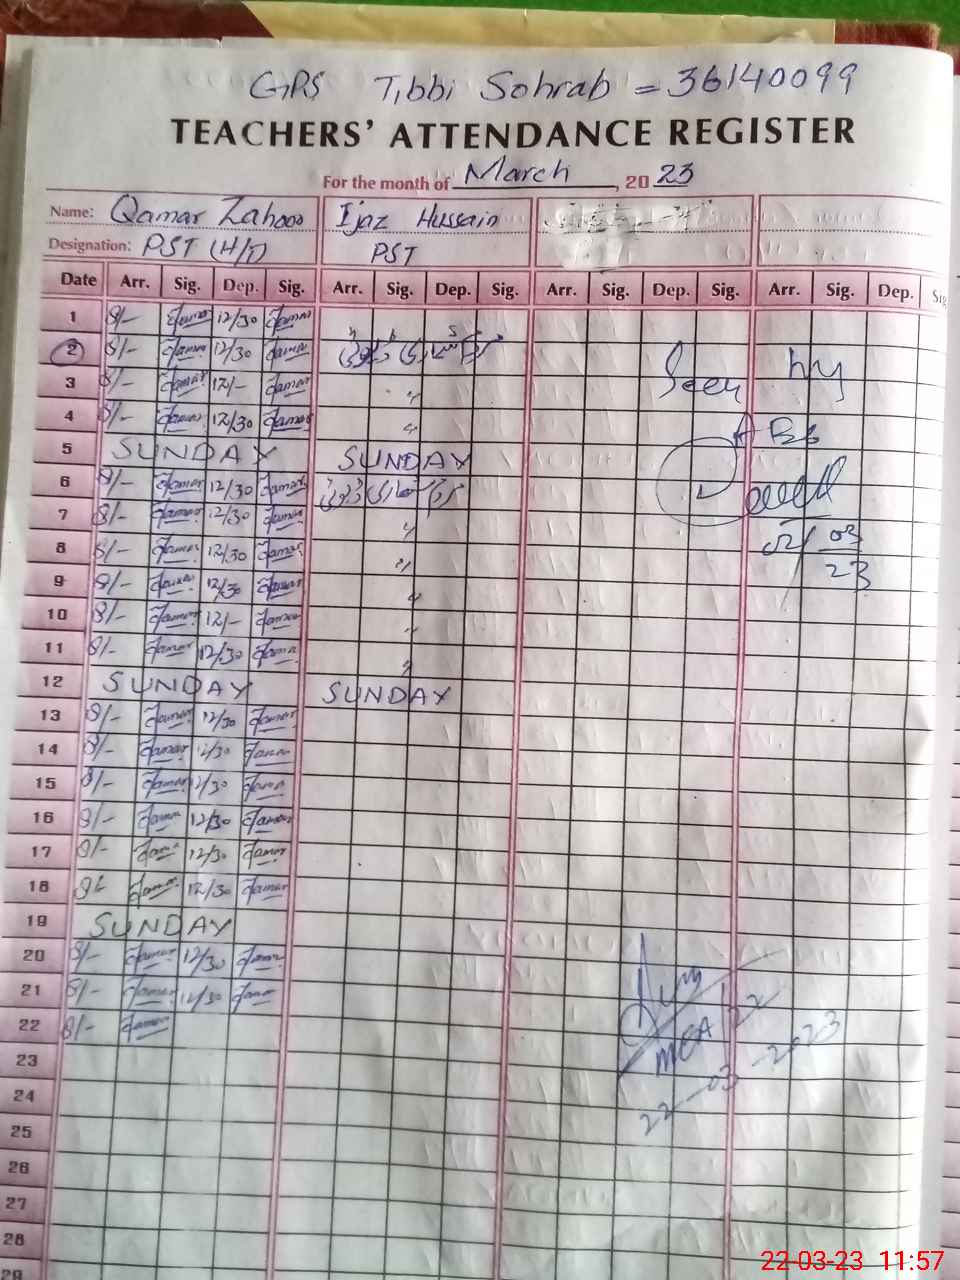 GPS Tibbi Sohrab = 36140099
TEACHERS' ATTENDANCE REGISTER
For the month of March, 20 23
Name: Qamar Zahoor Ijaz Hussain
Designation: PST (H/T) PST
Date Arr. Sig. Dep. Sig. Arr. Sig. Dep. Sig. Arr. Sig. Dep. Sig. Arr. Sig. Dep. Sig
1 8/- Qamar 12/30 Qamar
2 8/- Qamar 12/30 Qamar Seen by
3 8/- Qamar 12/- Qamar 〃
4 8/- Qamar 12/30 Qamar 〃
5 SUNDAY SUNDAY
6 8/- Qamar 12/30 Qamar
7 8/- Qamar 12/30 Qamar 〃
8 8/- Qamar 12/30 Qamar 〃 02/03
9 8/- Qamar 12/30 Qamar 〃 23
10 8/- Qamar 12/- Qamar 〃
11 8/- Qamar 12/30 Qamar 〃
12 SUNDAY SUNDAY
13 8/- Qamar 12/30 Qamar
14 8/- Qamar 12/30 Qamar
15 8/- Qamar 12/30 Qamar
16 8/- Qamar 12/30 Qamar
17 8/- Qamar 12/30 Qamar
18 8/- Qamar 12/30 Qamar
19 SUNDAY
20 8/- Qamar 12/30 Qamar
21 8/- Qamar 12/30 Qamar
22 8/- Qamar MEA 22
23
24 22-03-2023
25
26
27
28
29
22-03-23 11:57